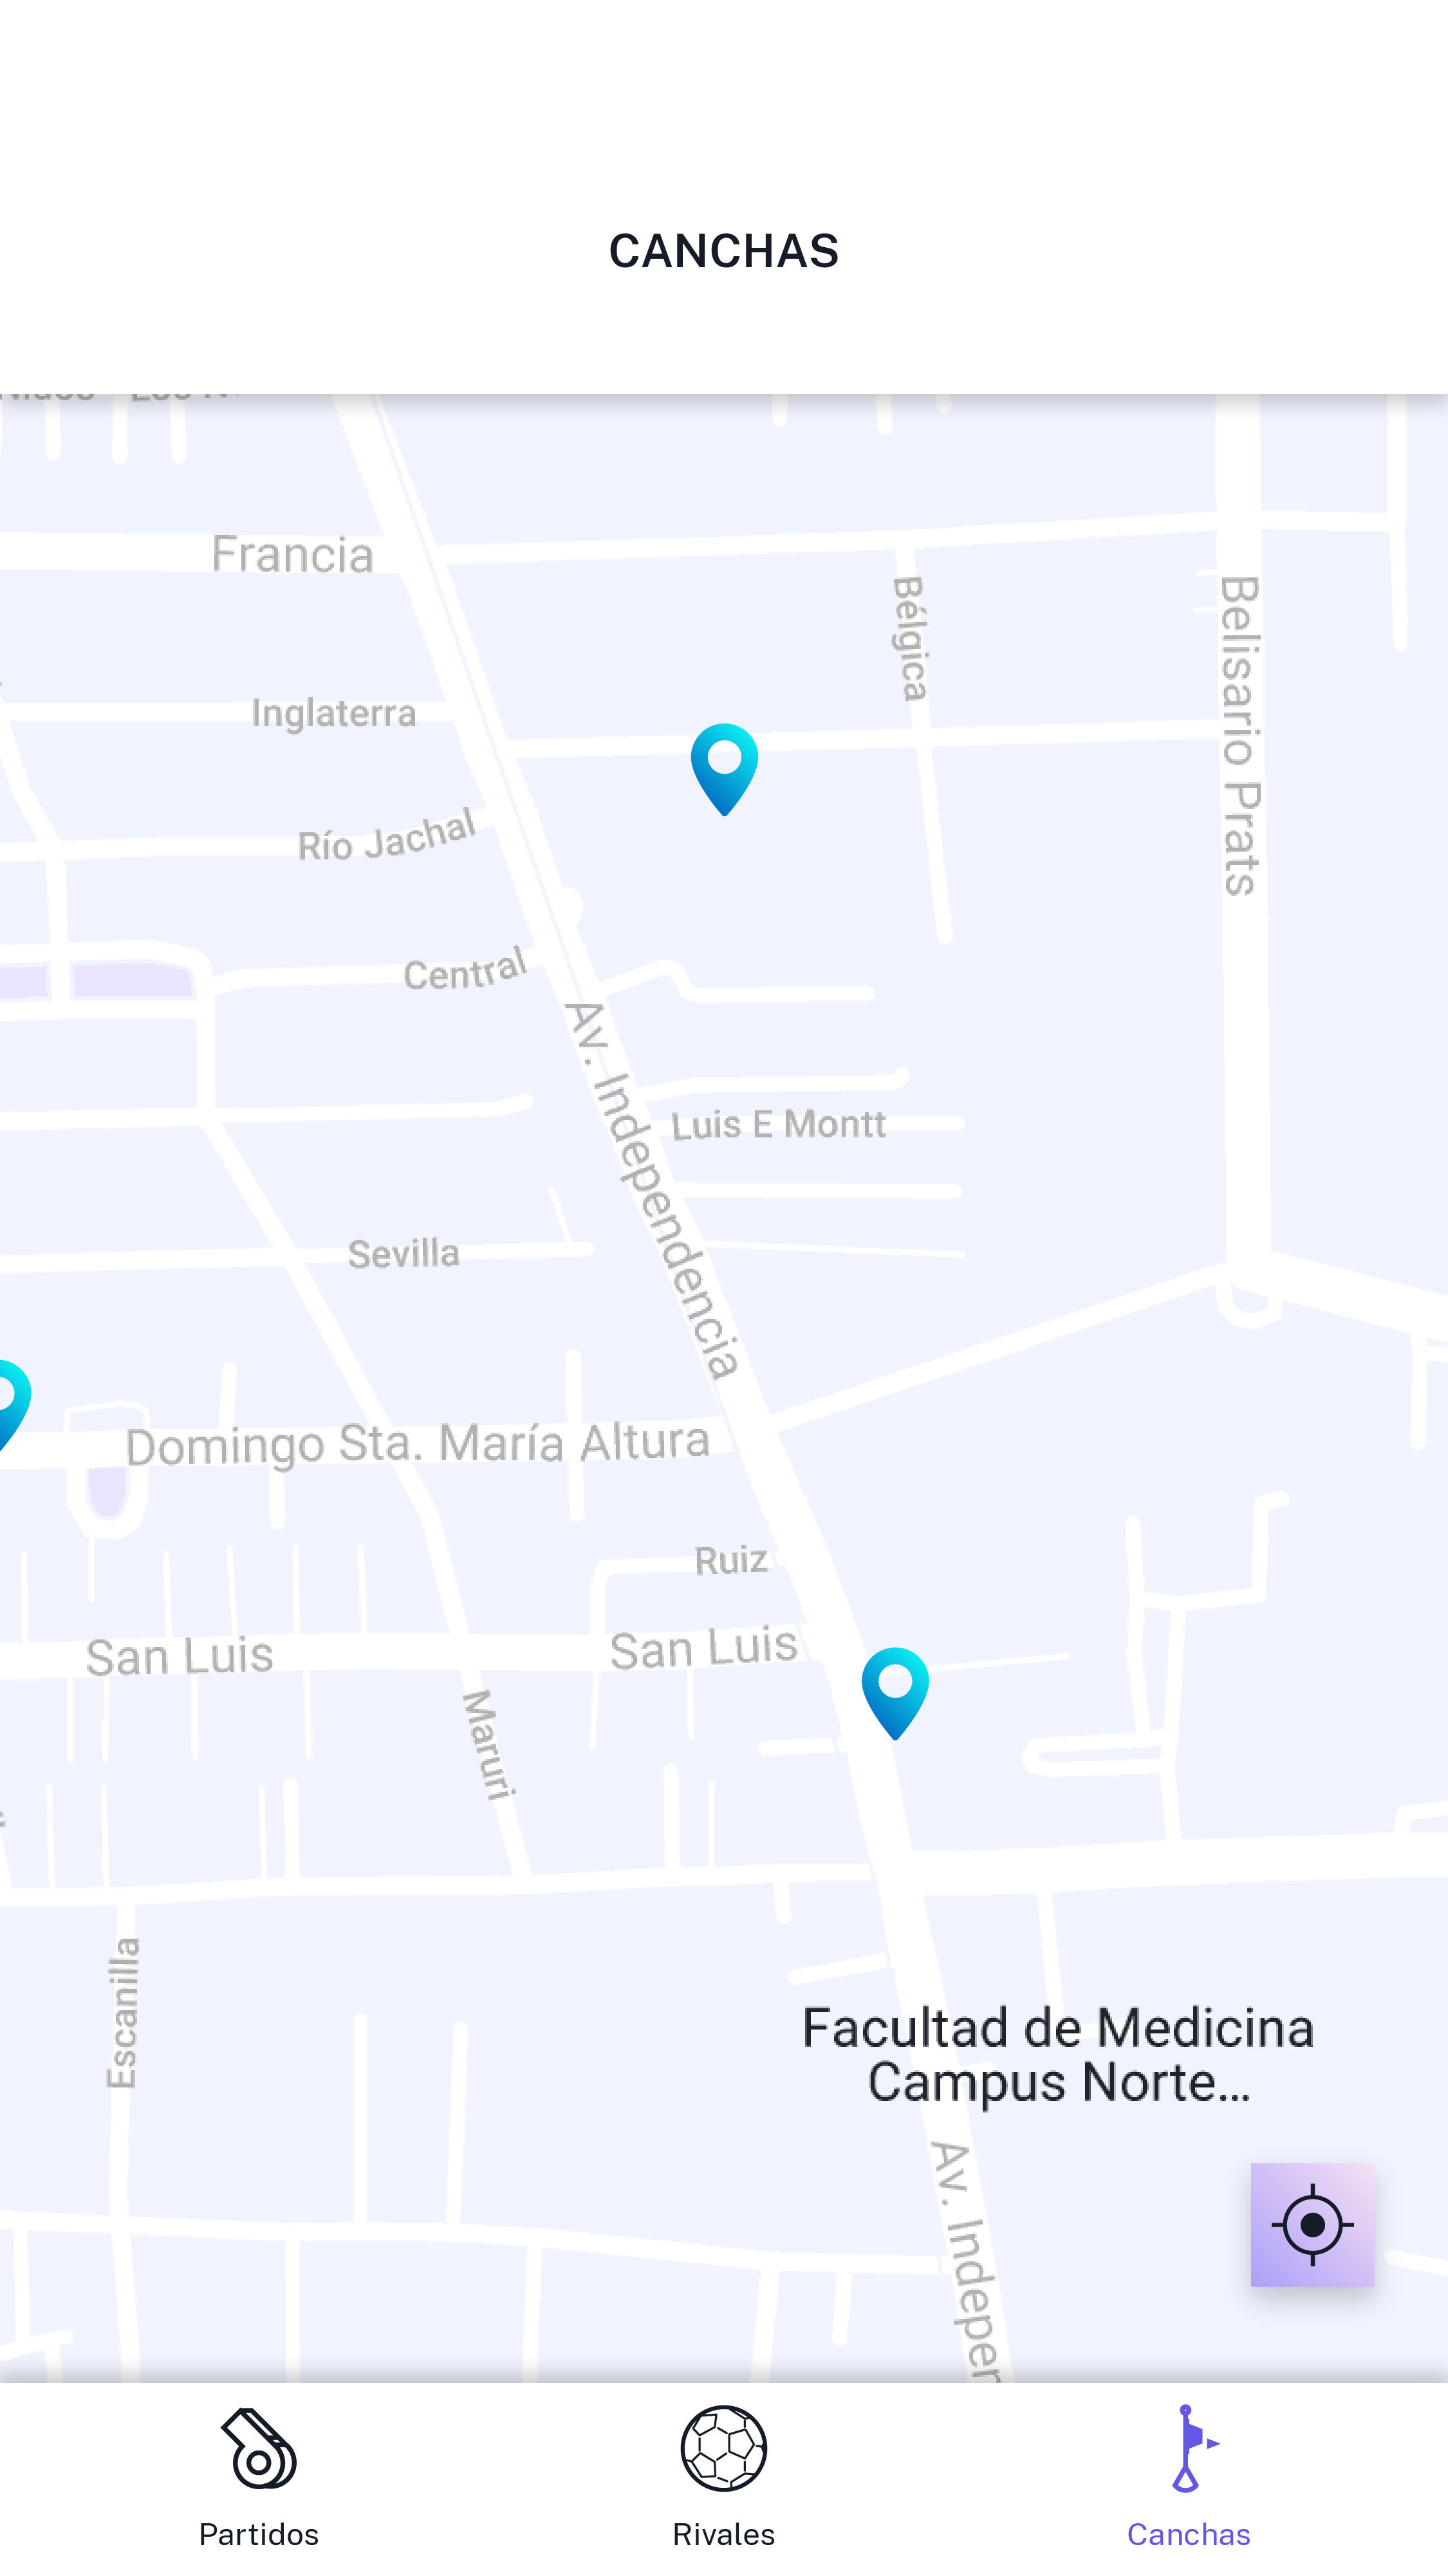 CANCHAS
Francia
Bélgica
Belisario Prats
Inglaterra
Río Jachal
Central
Av. Independencia
Luis E Montt
Sevilla
Domingo Sta. María Altura
Ruiz
San Luis
San Luis
Maruri
Escanilla
Facultad de Medicina
Campus Norte...
Av. Indeper
Partidos
Rivales
Canchas